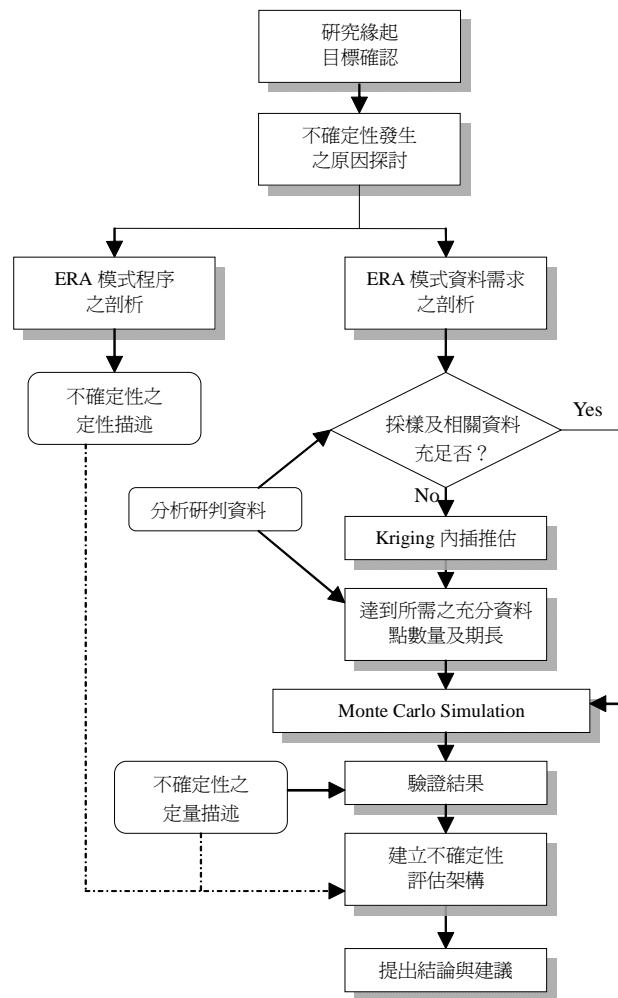 研究緣起
目標確認
不確定性發生
之原因探討
ERA 模式程序
之剖析
ERA 模式資料需求
之剖析
不確定性之
定性描述
採樣及相關資料
充足否？
Yes
No
分析研判資料
Kriging 內插推估
達到所需之充分資料
點數量及期長
Monte Carlo Simulation
不確定性之
定量描述
驗證結果
建立不確定性
評估架構
提出結論與建議